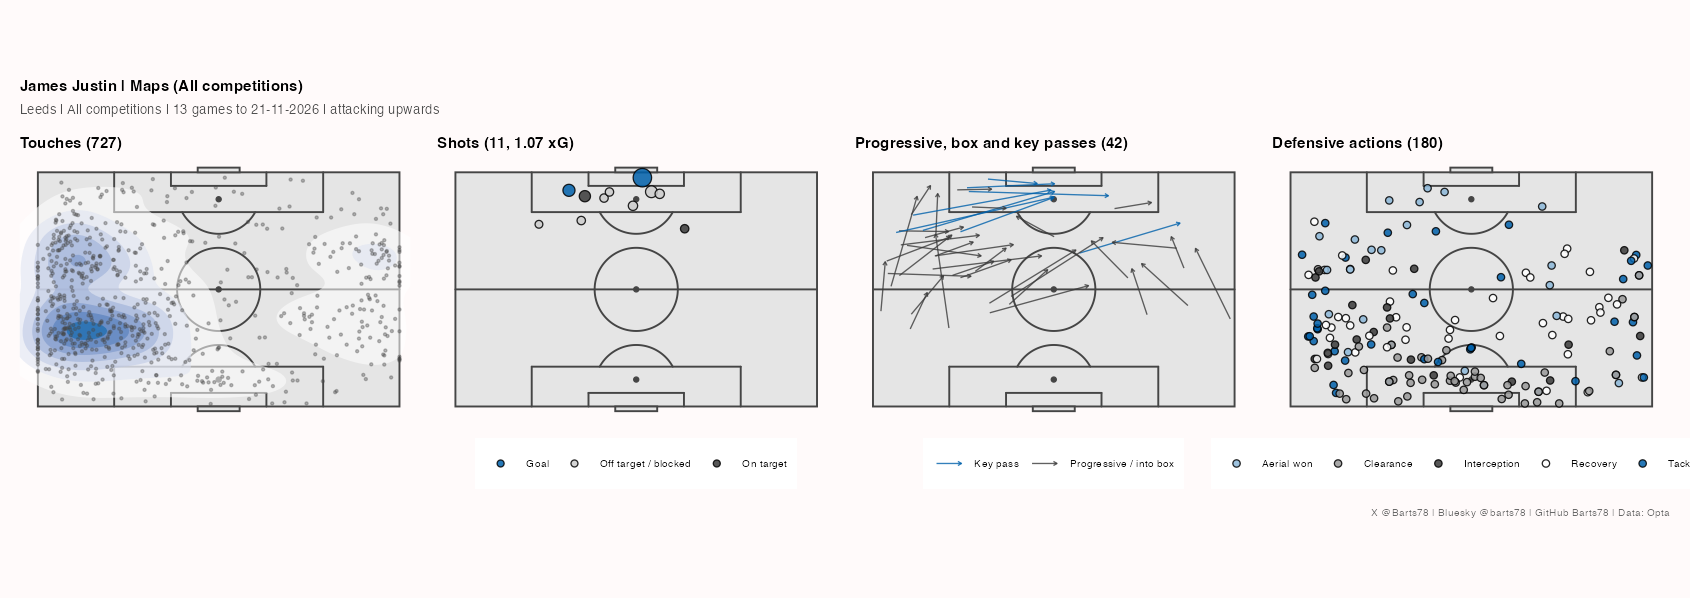 James Justin | Maps (All competitions)
Leeds | All competitions | 13 games to 21-11-2026 | attacking upwards
Touches (727)
Shots (11, 1.07 xG)
Progressive, box and key passes (42)
Defensive actions (180)
Goal
Off target / blocked
On target
Key pass
Progressive / into box
Aerial won
Clearance
Interception
Recovery
Tack
X @Barts78 | Bluesky @barts78 | GitHub Barts78 | Data: Opta